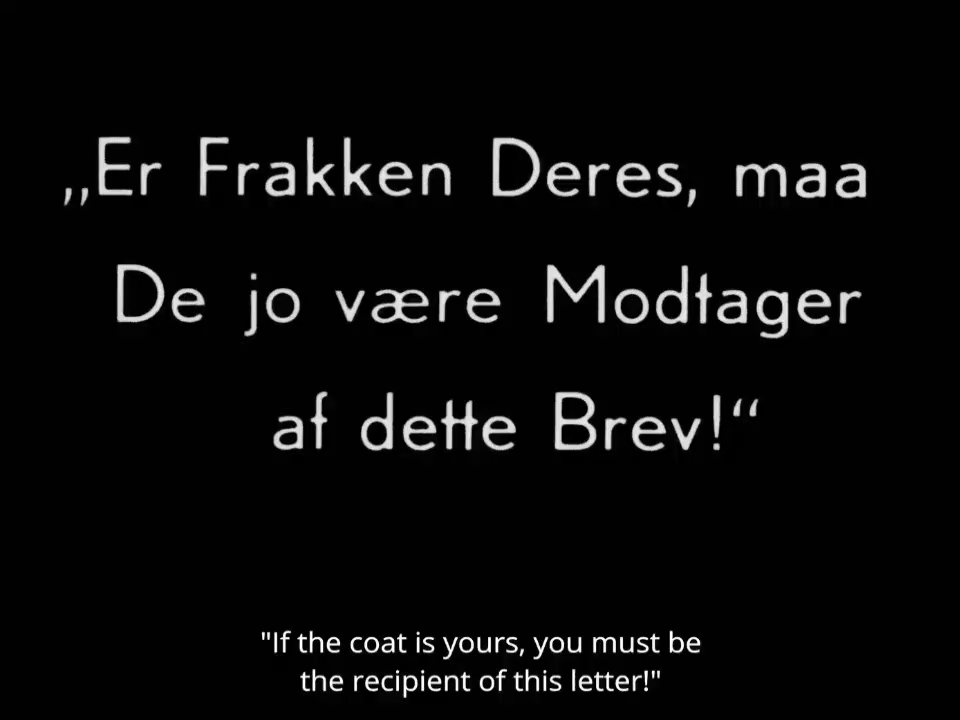 „Er Frakken Deres, maa
De jo være Modtager
af dette Brev!“
"If the coat is yours, you must be
the recipient of this letter!"